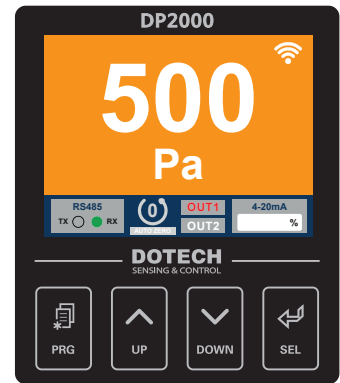 DP2000
500
Pa
RS485
TX RX
0
AUTO ZERO
OUT1
OUT2
4-20mA
%
DOTECH
SENSING & CONTROL
PRG
UP
DOWN
SEL